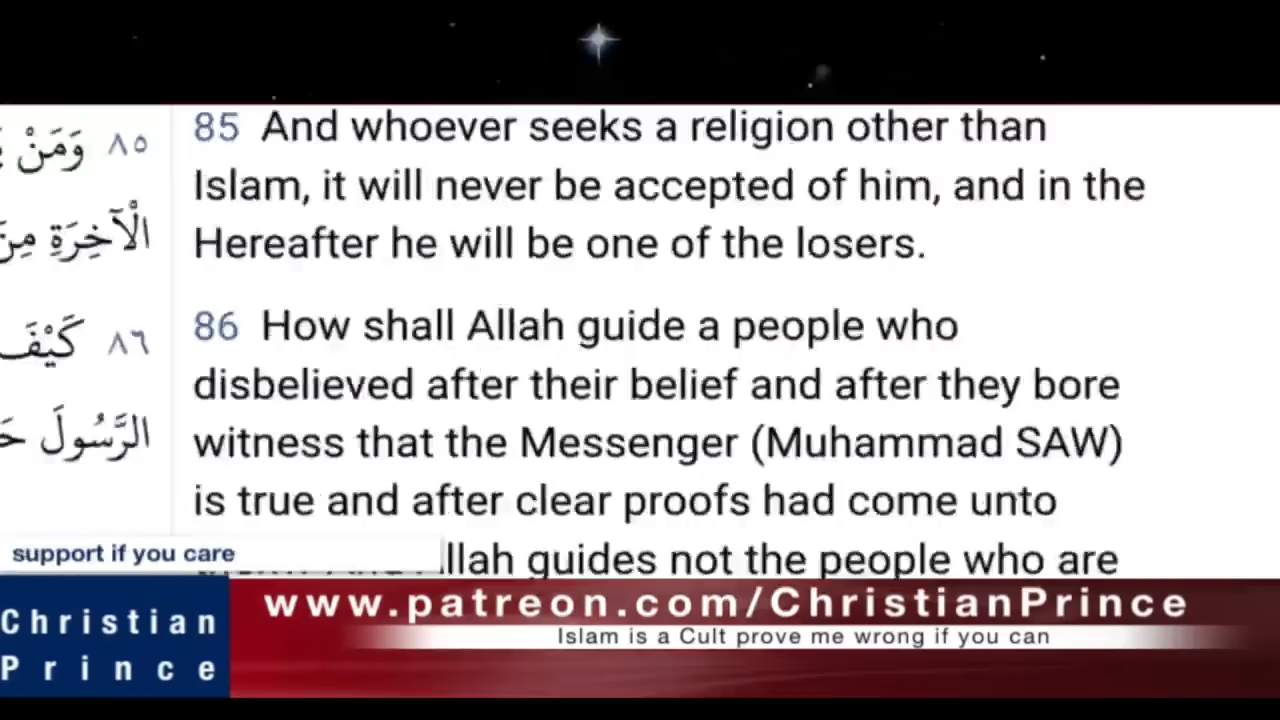 ٨٥ وَمَنْ
الْآخِرَةِ مِنَ
٨٦ كَيْفَ
الرَّسُولَ
85 And whoever seeks a religion other than
Islam, it will never be accepted of him, and in the
Hereafter he will be one of the losers.
86 How shall Allah guide a people who
disbelieved after their belief and after they bore
witness that the Messenger (Muhammad SAW)
is true and after clear proofs had come unto
Allah guides not the people who are
support if you care
Christian
Prince
www.patreon.com/ChristianPrince
Islam is a Cult prove me wrong if you can